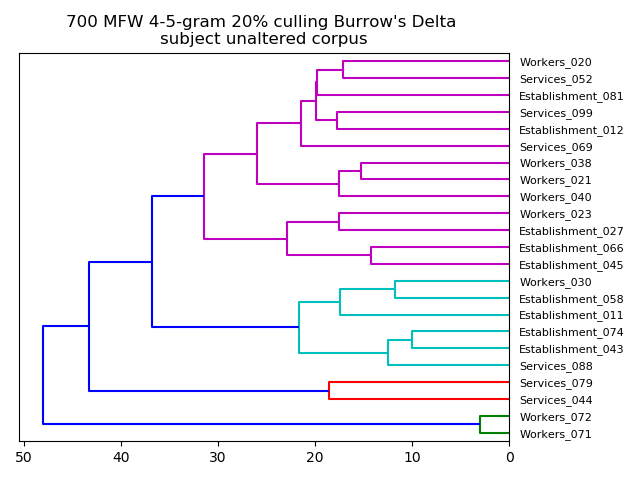 700 MFW 4-5-gram 20% culling Burrow's Delta
subject unaltered corpus
Workers_020
Services_052
Establishment_081
Services_099
Establishment_012
Services_069
Workers_038
Workers_021
Workers_040
Workers_023
Establishment_027
Establishment_066
Establishment_045
Workers_030
Establishment_058
Establishment_011
Establishment_074
Establishment_043
Services_088
Services_079
Services_044
Workers_072
Workers_071
50 40 30 20 10 0